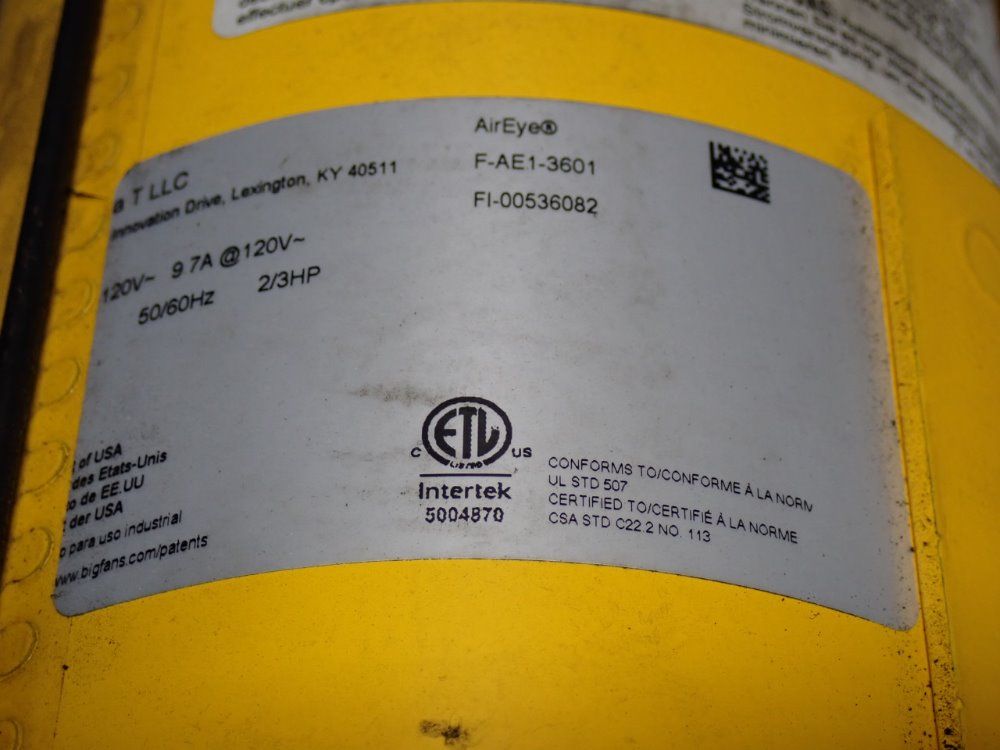 effectuer
AirEye®
F-AE1-3601
FI-00536082
a T LLC
Innovation Drive, Lexington, KY 40511
120V~ 9.7A @120V~
50/60Hz 2/3HP
of USA
des Etats-Unis
o de EE.UU
der USA
o para uso industrial
www.bigfans.com/patents
ETL
LISTED
C US
Intertek
5004870
CONFORMS TO/CONFORME À LA NORM
UL STD 507
CERTIFIED TO/CERTIFIÉ À LA NORME
CSA STD C22.2 NO. 113